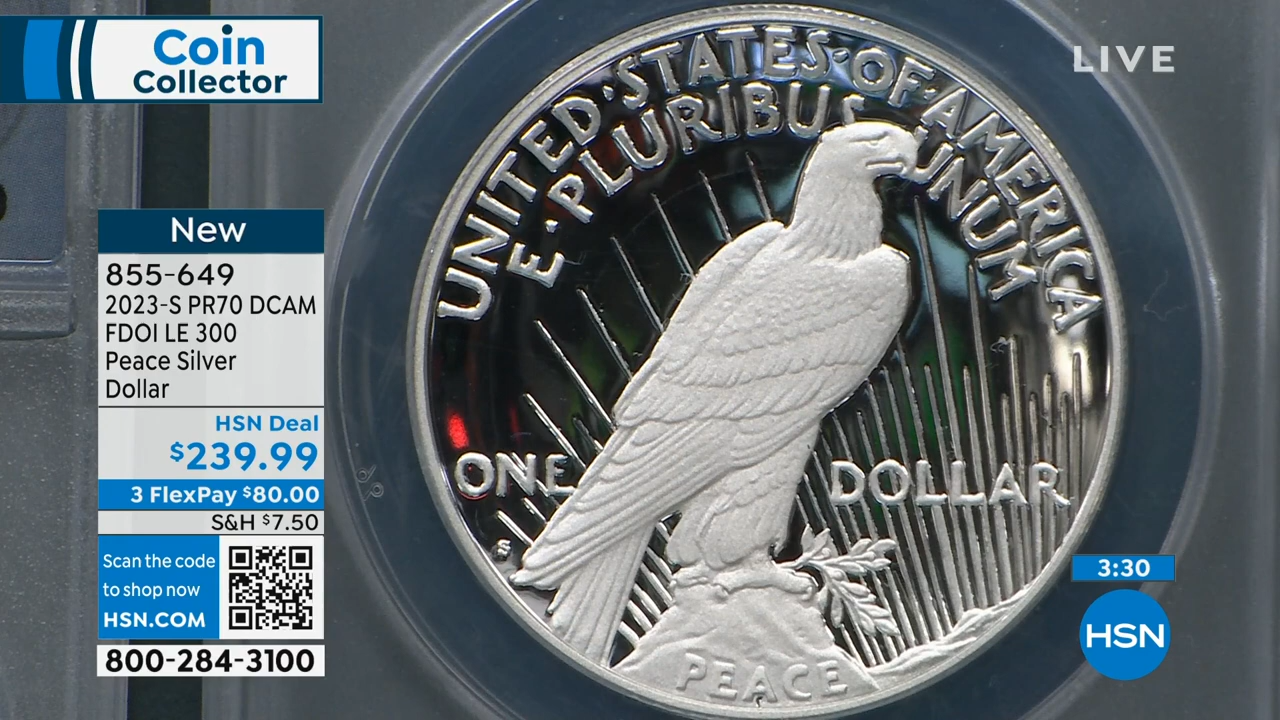 Coin
Collector
LIVE
New
855-649
2023-S PR70 DCAM
FDOI LE 300
Peace Silver
Dollar
HSN Deal
$239.99
3 FlexPay $80.00
S&H $7.50
Scan the code
to shop now
HSN.COM
800-284-3100
UNITED·STATES·OF·AMERICA
E·PLURIBUS UNUM
ONE DOLLAR
S
PEACE
3:30
HSN